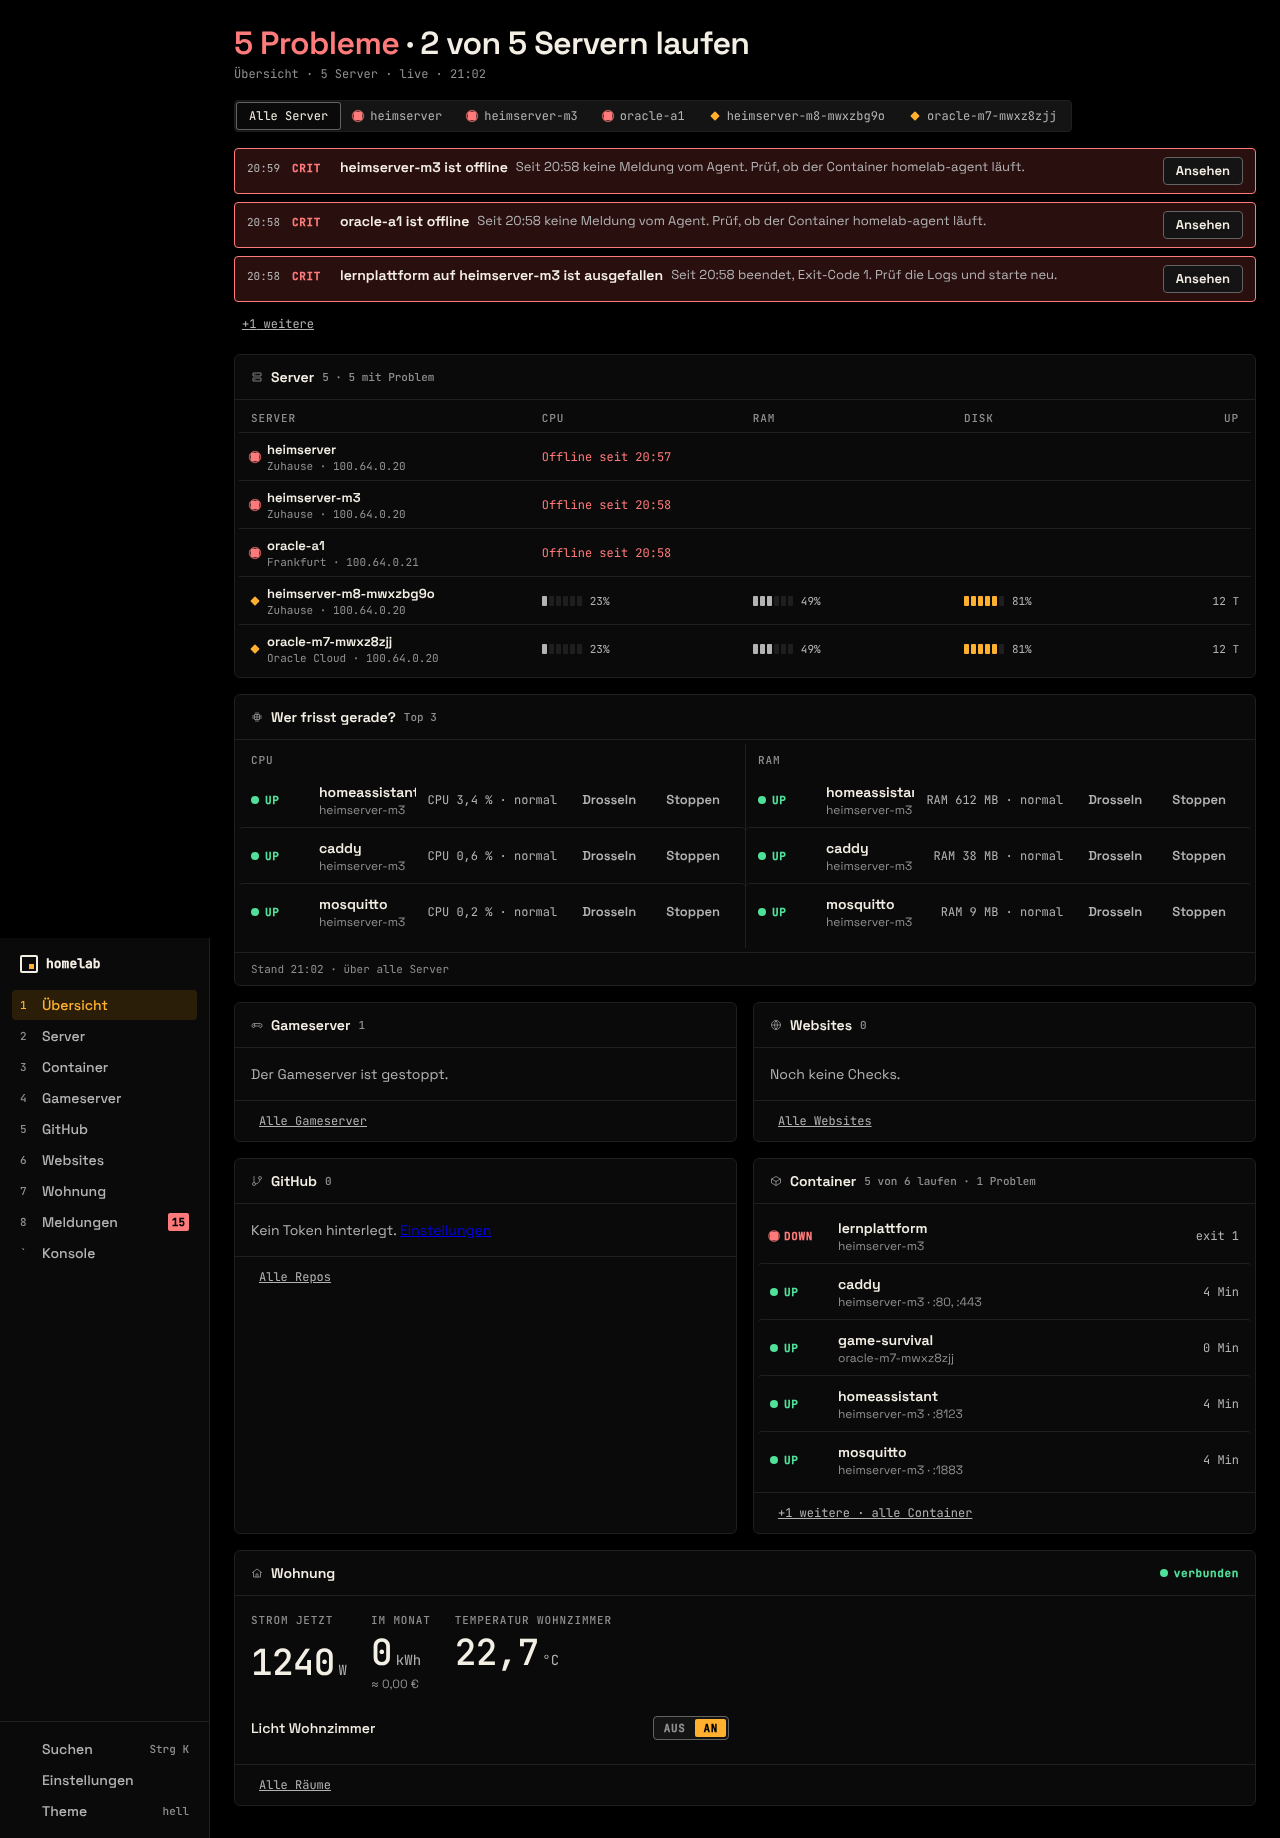 5 Probleme · 2 von 5 Servern laufen
Übersicht · 5 Server · live · 21:02
Alle Server heimserver heimserver-m3 oracle-a1 heimserver-m8-mwxzbg9o oracle-m7-mwxz8zjj
20:59 CRIT heimserver-m3 ist offline Seit 20:58 keine Meldung vom Agent. Prüf, ob der Container homelab-agent läuft. Ansehen
20:58 CRIT oracle-a1 ist offline Seit 20:58 keine Meldung vom Agent. Prüf, ob der Container homelab-agent läuft. Ansehen
20:58 CRIT lernplattform auf heimserver-m3 ist ausgefallen Seit 20:58 beendet, Exit-Code 1. Prüf die Logs und starte neu. Ansehen
+1 weitere
Server 5 · 5 mit Problem
SERVER CPU RAM DISK UP
heimserver
Zuhause · 100.64.0.20
Offline seit 20:57
heimserver-m3
Zuhause · 100.64.0.20
Offline seit 20:58
oracle-a1
Frankfurt · 100.64.0.21
Offline seit 20:58
heimserver-m8-mwxzbg9o
Zuhause · 100.64.0.20
23% 49% 81% 12 T
oracle-m7-mwxz8zjj
Oracle Cloud · 100.64.0.20
23% 49% 81% 12 T
Wer frisst gerade? Top 3
CPU
UP homeassistant CPU 3,4 % · normal Drosseln Stoppen
heimserver-m3
UP caddy CPU 0,6 % · normal Drosseln Stoppen
heimserver-m3
UP mosquitto CPU 0,2 % · normal Drosseln Stoppen
heimserver-m3
RAM
UP homeassistar RAM 612 MB · normal Drosseln Stoppen
heimserver-m3
UP caddy RAM 38 MB · normal Drosseln Stoppen
heimserver-m3
UP mosquitto RAM 9 MB · normal Drosseln Stoppen
heimserver-m3
Stand 21:02 · über alle Server
homelab
1 Übersicht
2 Server
3 Container
4 Gameserver
5 GitHub
6 Websites
7 Wohnung
8 Meldungen 15
` Konsole
Suchen Strg K
Einstellungen
Theme hell
Gameserver 1
Der Gameserver ist gestoppt.
Alle Gameserver
Websites 0
Noch keine Checks.
Alle Websites
GitHub 0
Kein Token hinterlegt. Einstellungen
Alle Repos
Container 5 von 6 laufen · 1 Problem
DOWN lernplattform exit 1
heimserver-m3
UP caddy 4 Min
heimserver-m3 · :80, :443
UP game-survival 0 Min
oracle-m7-mwxz8zjj
UP homeassistant 4 Min
heimserver-m3 · :8123
UP mosquitto 4 Min
heimserver-m3 · :1883
+1 weitere · alle Container
Wohnung verbunden
STROM JETZT IM MONAT TEMPERATUR WOHNZIMMER
1240 W 0 kWh 22,7 °C
≈ 0,00 €
Licht Wohnzimmer AUS AN
Alle Räume